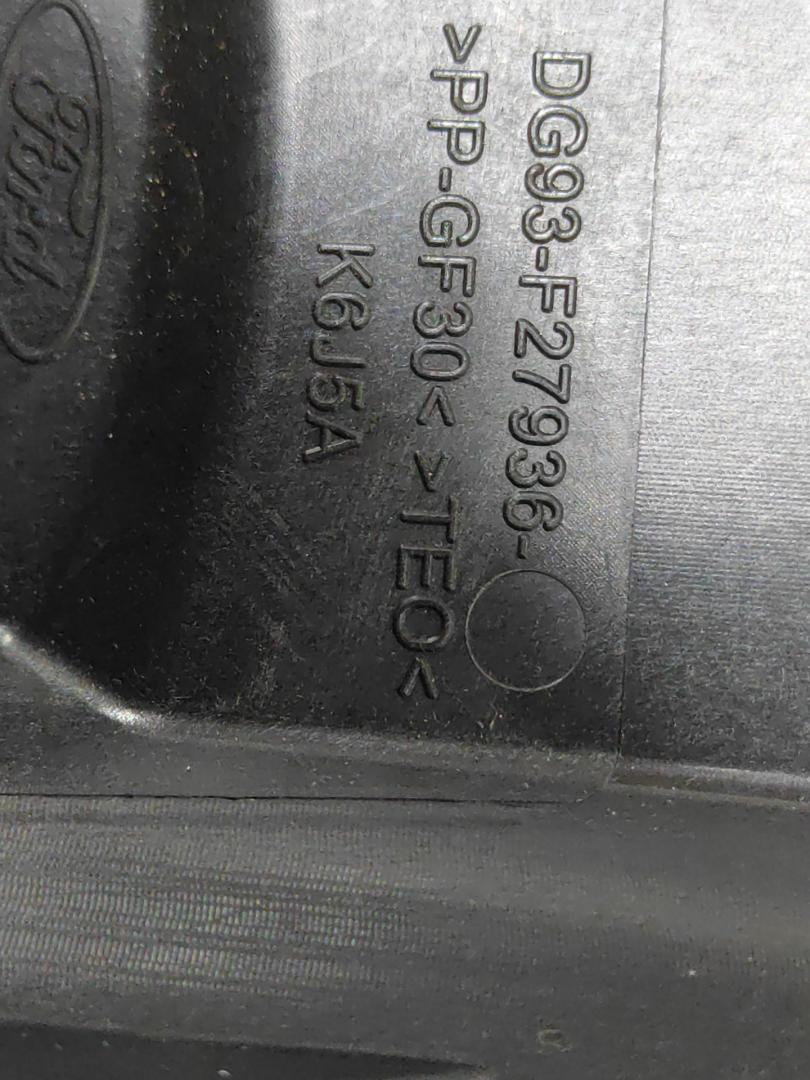 DG93-F27936-
>PP-GF30< >TEO<
K6J5A
Ford